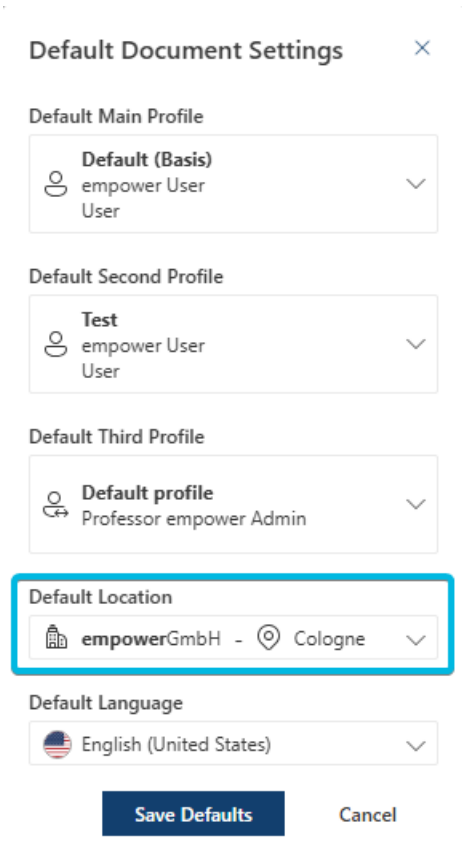 Default Document Settings
Default Main Profile
Default (Basis)
empower User
User
Default Second Profile
Test
empower User
User
Default Third Profile
Default profile
Professor empower Admin
Default Location
empowerGmbH - Cologne
Default Language
English (United States)
Save Defaults Cancel